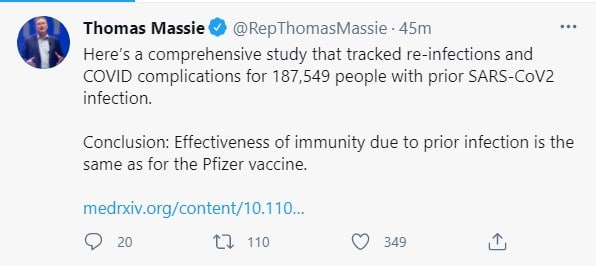 Thomas Massie @RepThomasMassie · 45m
Here's a comprehensive study that tracked re-infections and
COVID complications for 187,549 people with prior SARS-CoV2
infection.
Conclusion: Effectiveness of immunity due to prior infection is the
same as for the Pfizer vaccine.
medrxiv.org/content/10.110...
20 110 349